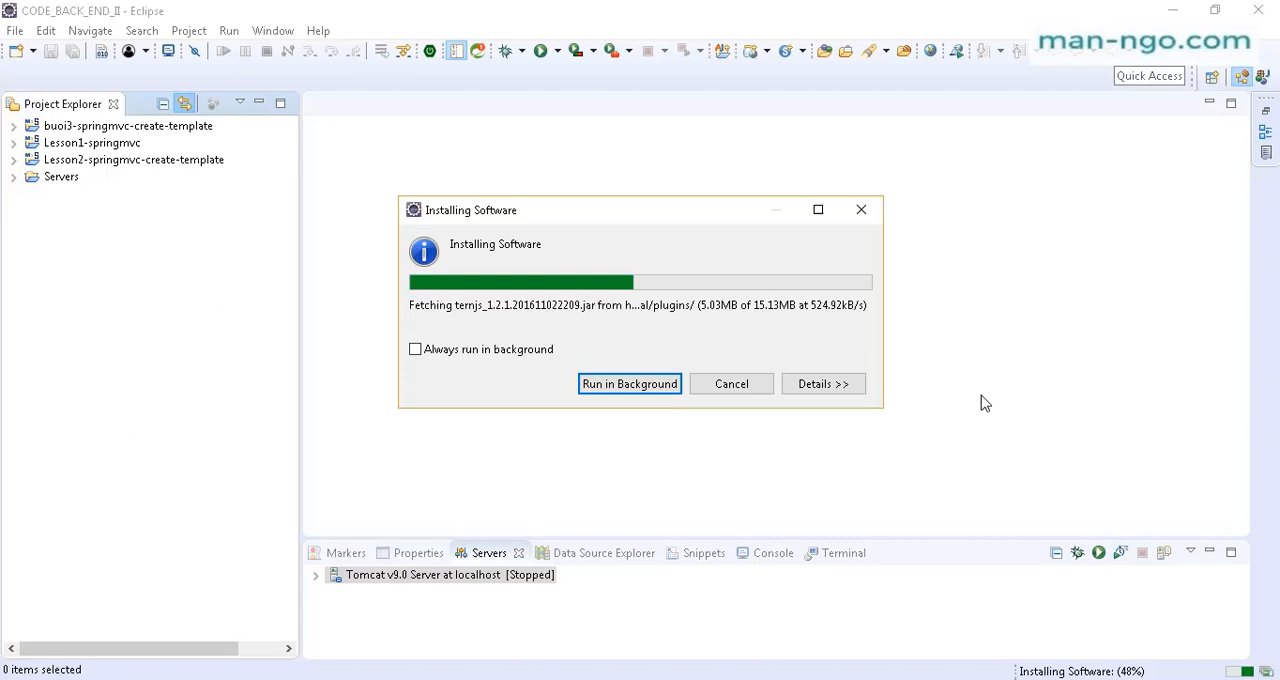 CODE_BACK_END_II - Eclipse
File Edit Navigate Search Project Run Window Help
man-ngo.com
Quick Access
Project Explorer
buoi3-springmvc-create-template
Lesson1-springmvc
Lesson2-springmvc-create-template
Servers
Installing Software
Installing Software
Fetching ternjs_1.2.1.201611022209.jar from h...al/plugins/ (5.03MB of 15.13MB at 524.92kB/s)
Always run in background
Run in Background Cancel Details >>
Markers Properties Servers Data Source Explorer Snippets Console Terminal
Tomcat v9.0 Server at localhost [Stopped]
0 items selected
Installing Software: (48%)